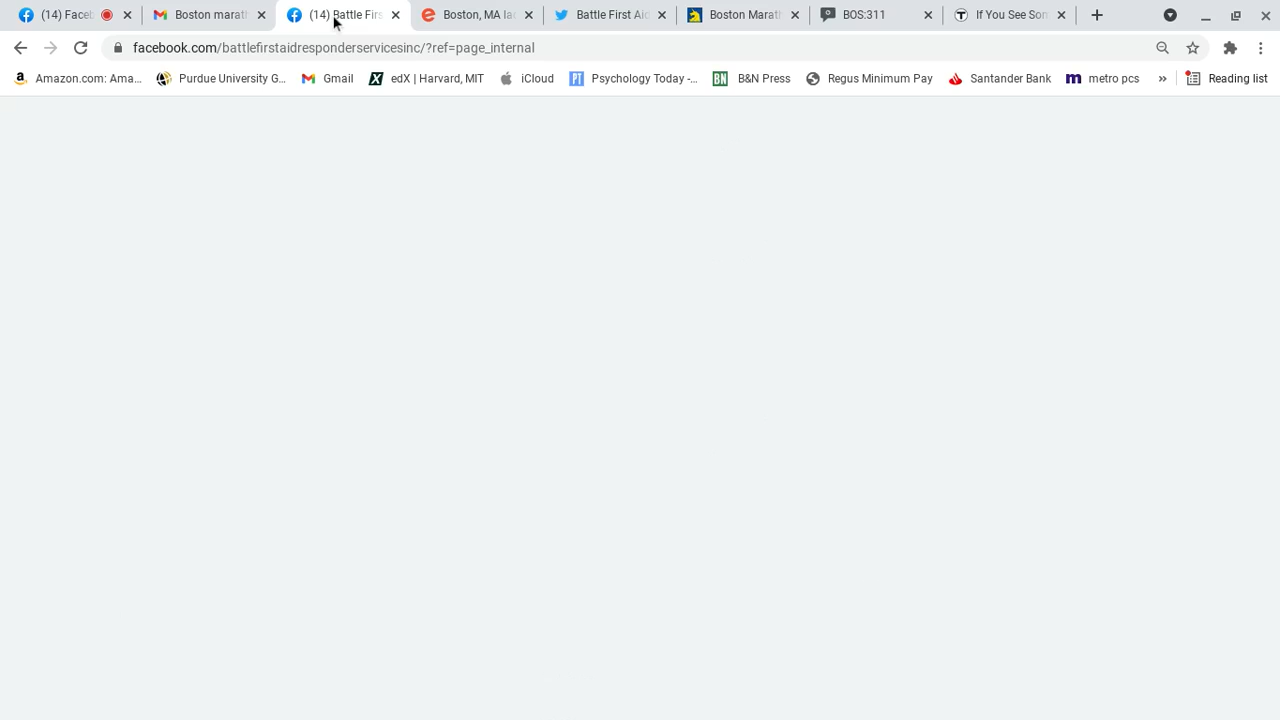 (14) Faceb
Boston marath
(14) Battle Firs
Boston, MA lac
Battle First Aid
Boston Marath
BOS:311
If You See Som
facebook.com/battlefirstaidresponderservicesinc/?ref=page_internal
Amazon.com: Ama...
Purdue University G...
Gmail
edX | Harvard, MIT
iCloud
Psychology Today -...
B&N Press
Regus Minimum Pay
Santander Bank
metro pcs
»
Reading list